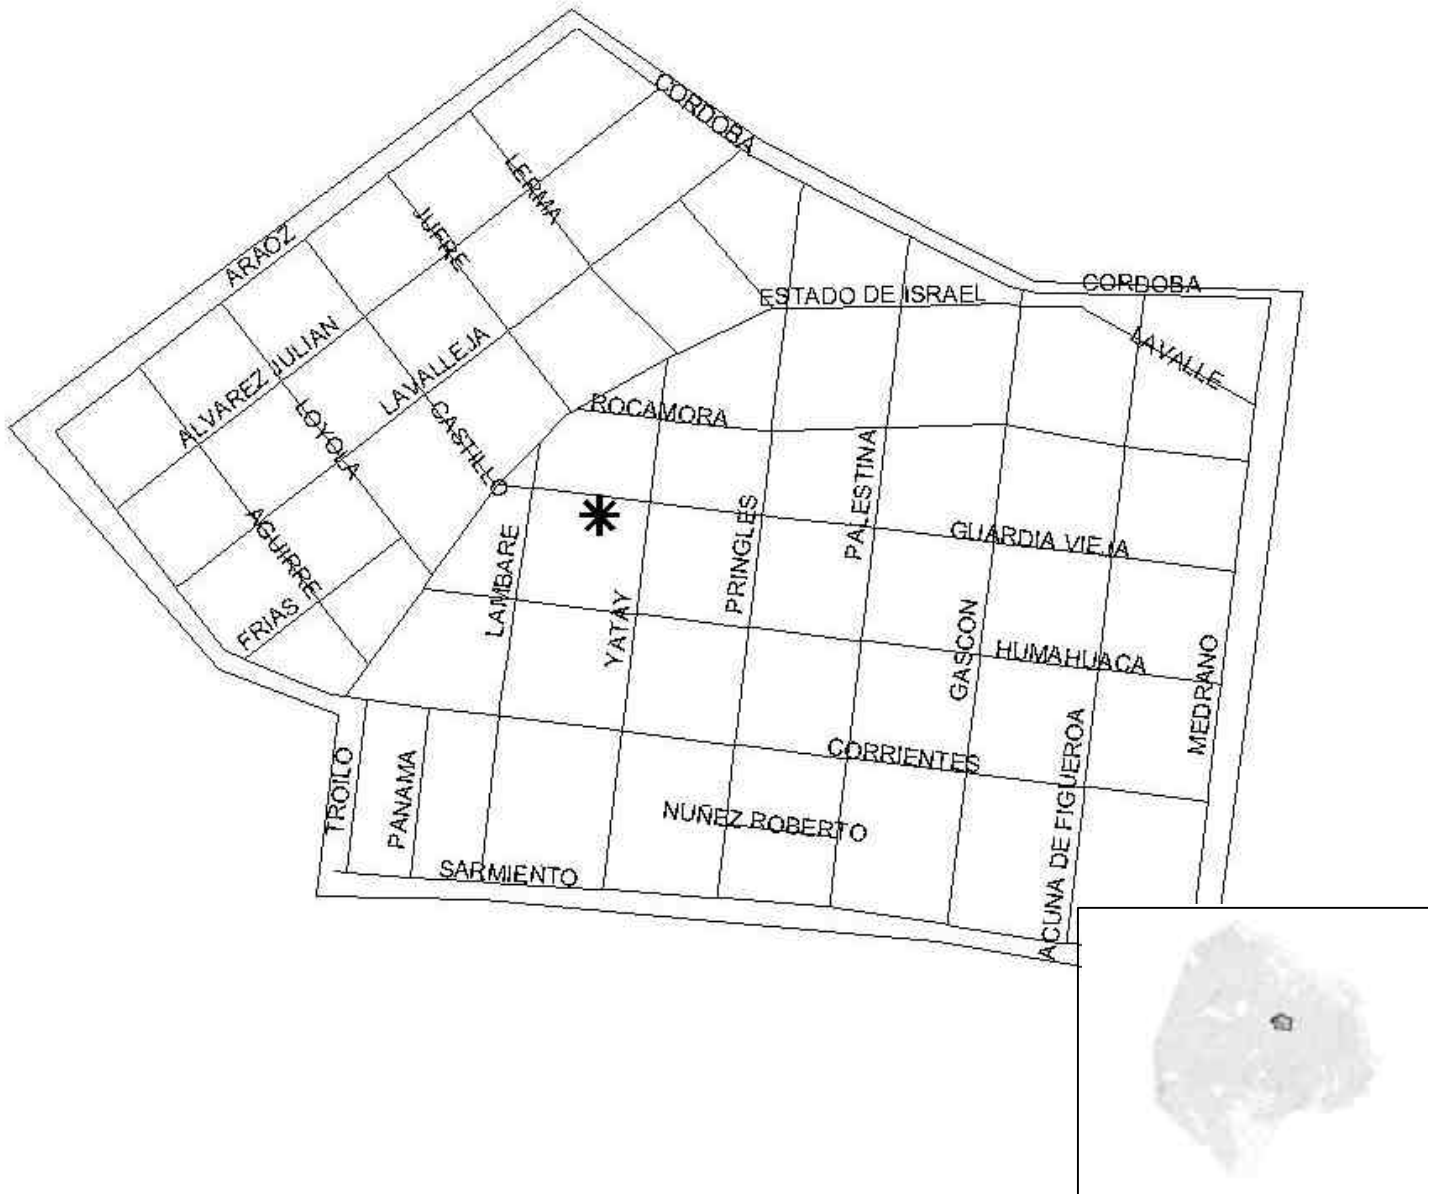 CORDOBA
LERMA
JUFRE
ARAOZ
ESTADO DE ISRAEL
CORDOBA
LAVALLE
ALVAREZ JULIAN
LAVALLEJA
LOYOLA
CASTILLO
ROCAMORA
PALESTINA
PRINGLES
AGUIRRE
GUARDIA VIEJA
LAMBARE
FRIAS
YATAY
GASCON
HUMAHUACA
MEDRANO
CORRIENTES
TROILO
PANAMA
NUÑEZ ROBERTO
ACUNA DE FIGUEROA
SARMIENTO